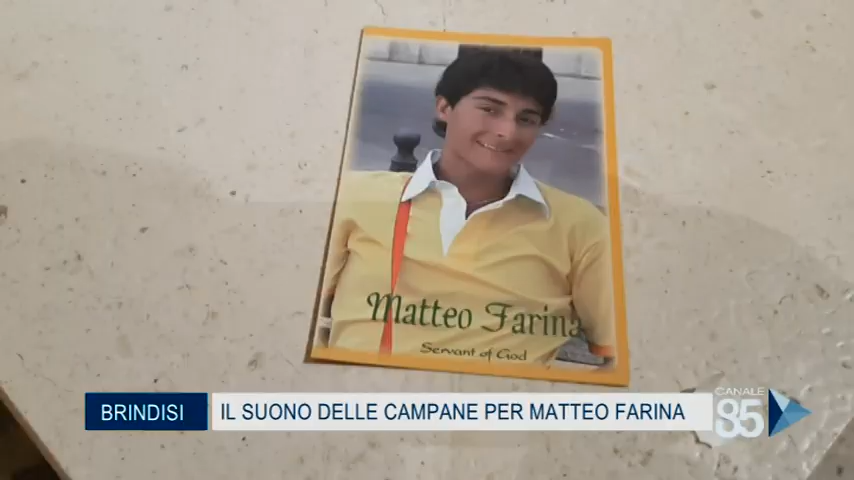 Matteo Farina
Servant of God
BRINDISI
IL SUONO DELLE CAMPANE PER MATTEO FARINA
CANALE
85